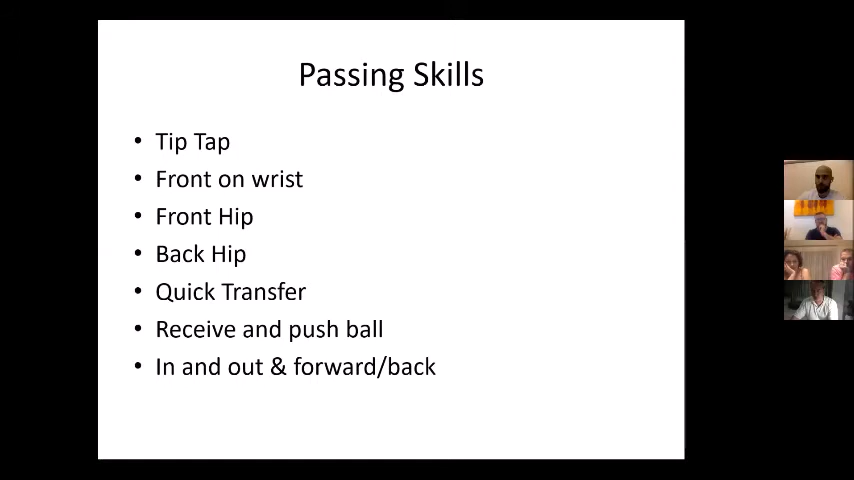 Passing Skills
• Tip Tap
• Front on wrist
• Front Hip
• Back Hip
• Quick Transfer
• Receive and push ball
• In and out & forward/back